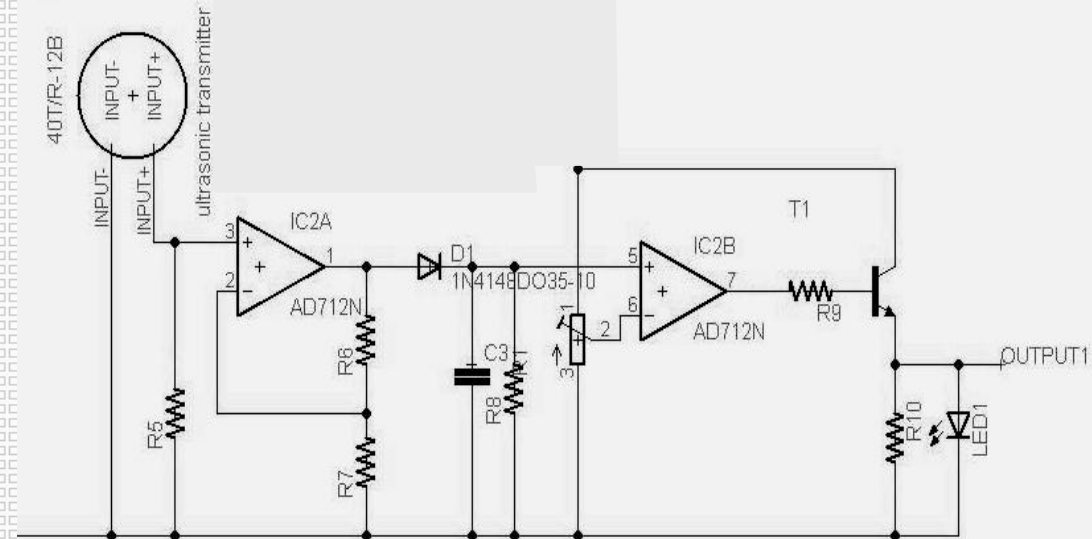 40T/R-12B
INPUT-
INPUT+
ultrasonic transmitter
INPUT-
INPUT+
3
2
1
IC2A
AD712N
D1
1N4148DO35-10
R5
R6
R7
C3
R8
R1
1
2
3
5
6
7
IC2B
AD712N
R9
T1
R10
LED1
OUTPUT1